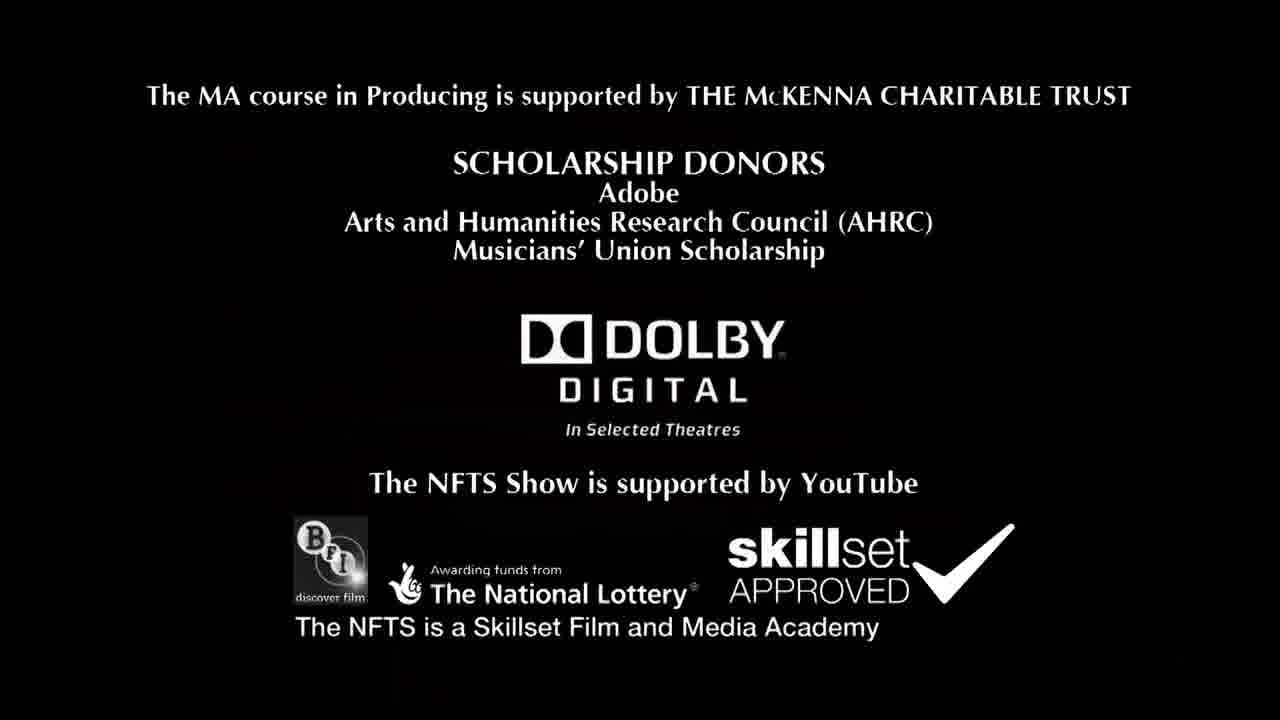 The MA course in Producing is supported by THE McKENNA CHARITABLE TRUST
SCHOLARSHIP DONORS
Adobe
Arts and Humanities Research Council (AHRC)
Musicians' Union Scholarship
DOLBY®
DIGITAL
In Selected Theatres
The NFTS Show is supported by YouTube
BFI
discover film
Awarding funds from
The National Lottery®
skillset
APPROVED
The NFTS is a Skillset Film and Media Academy